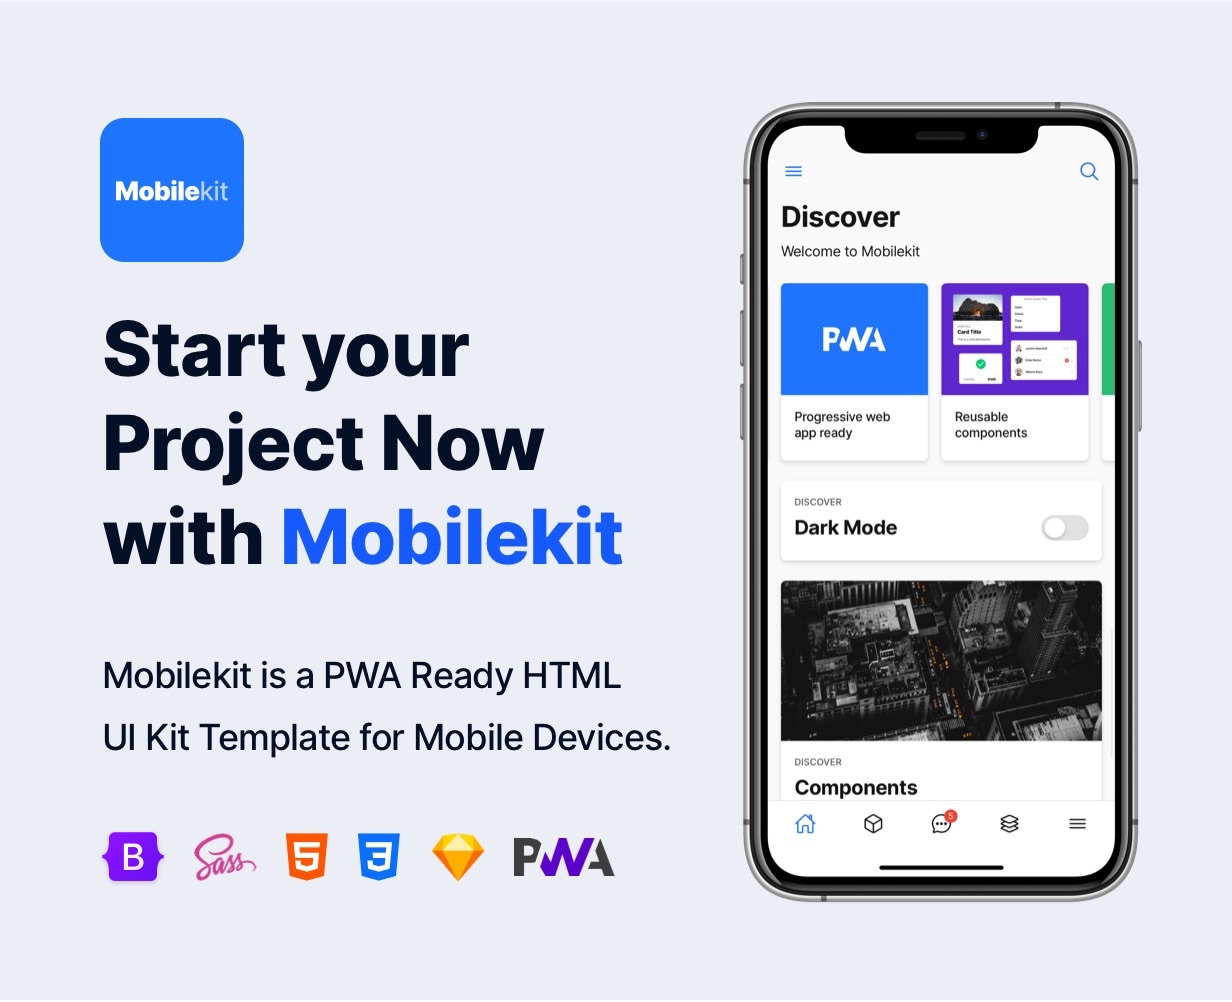 Mobilekit
Start your
Project Now
with Mobilekit
Mobilekit is a PWA Ready HTML
UI Kit Template for Mobile Devices.
B
Sass
5
3
PWA
Discover
Welcome to Mobilekit
PWA
Card Title
Progressive web
app ready
Reusable
components
DISCOVER
Dark Mode
DISCOVER
Components
5